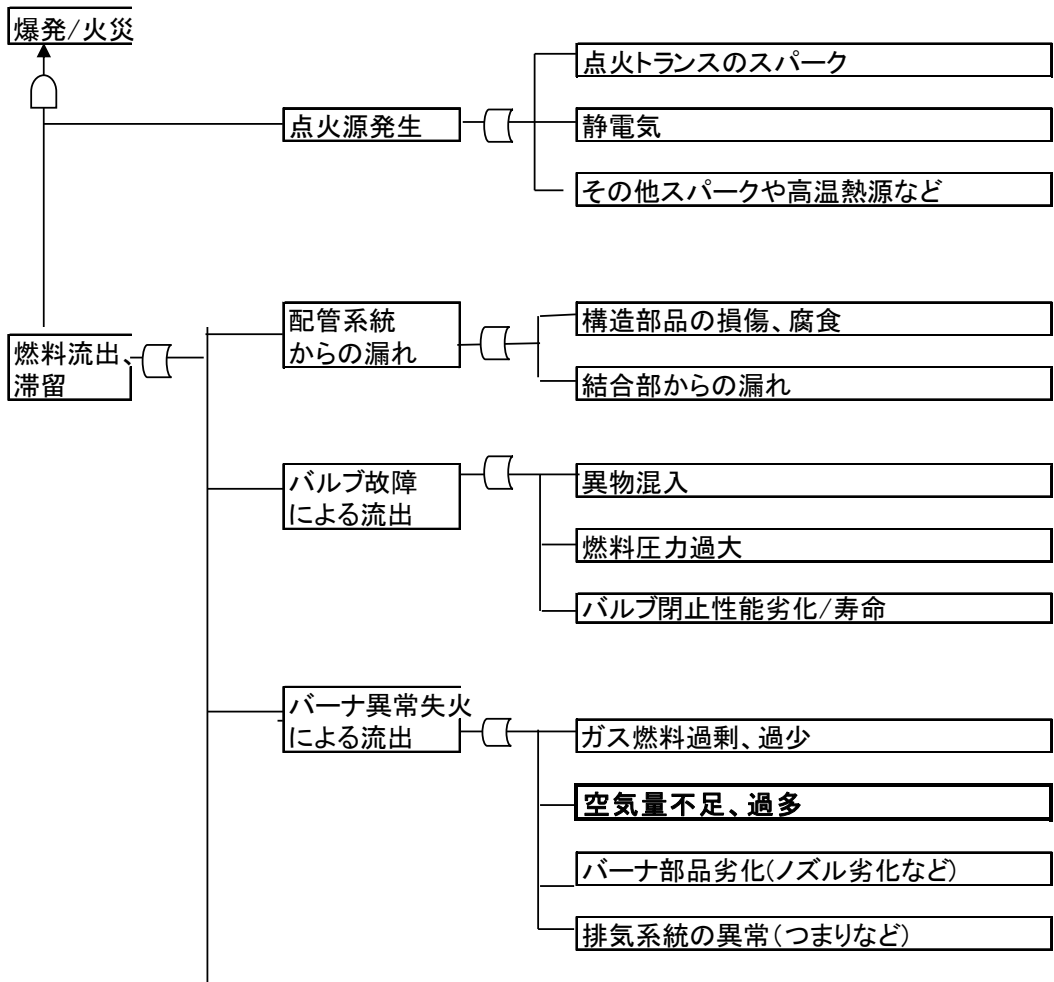 爆発/火災
点火トランスのスパーク
点火源発生
静電気
その他スパークや高温熱源など
燃料流出、
滞留
配管系統
からの漏れ
構造部品の損傷、腐食
結合部からの漏れ
バルブ故障
による流出
異物混入
燃料圧力過大
バルブ閉止性能劣化/寿命
バーナ異常失火
による流出
ガス燃料過剰、過少
空気量不足、過多
バーナ部品劣化(ノズル劣化など)
排気系統の異常(つまりなど)